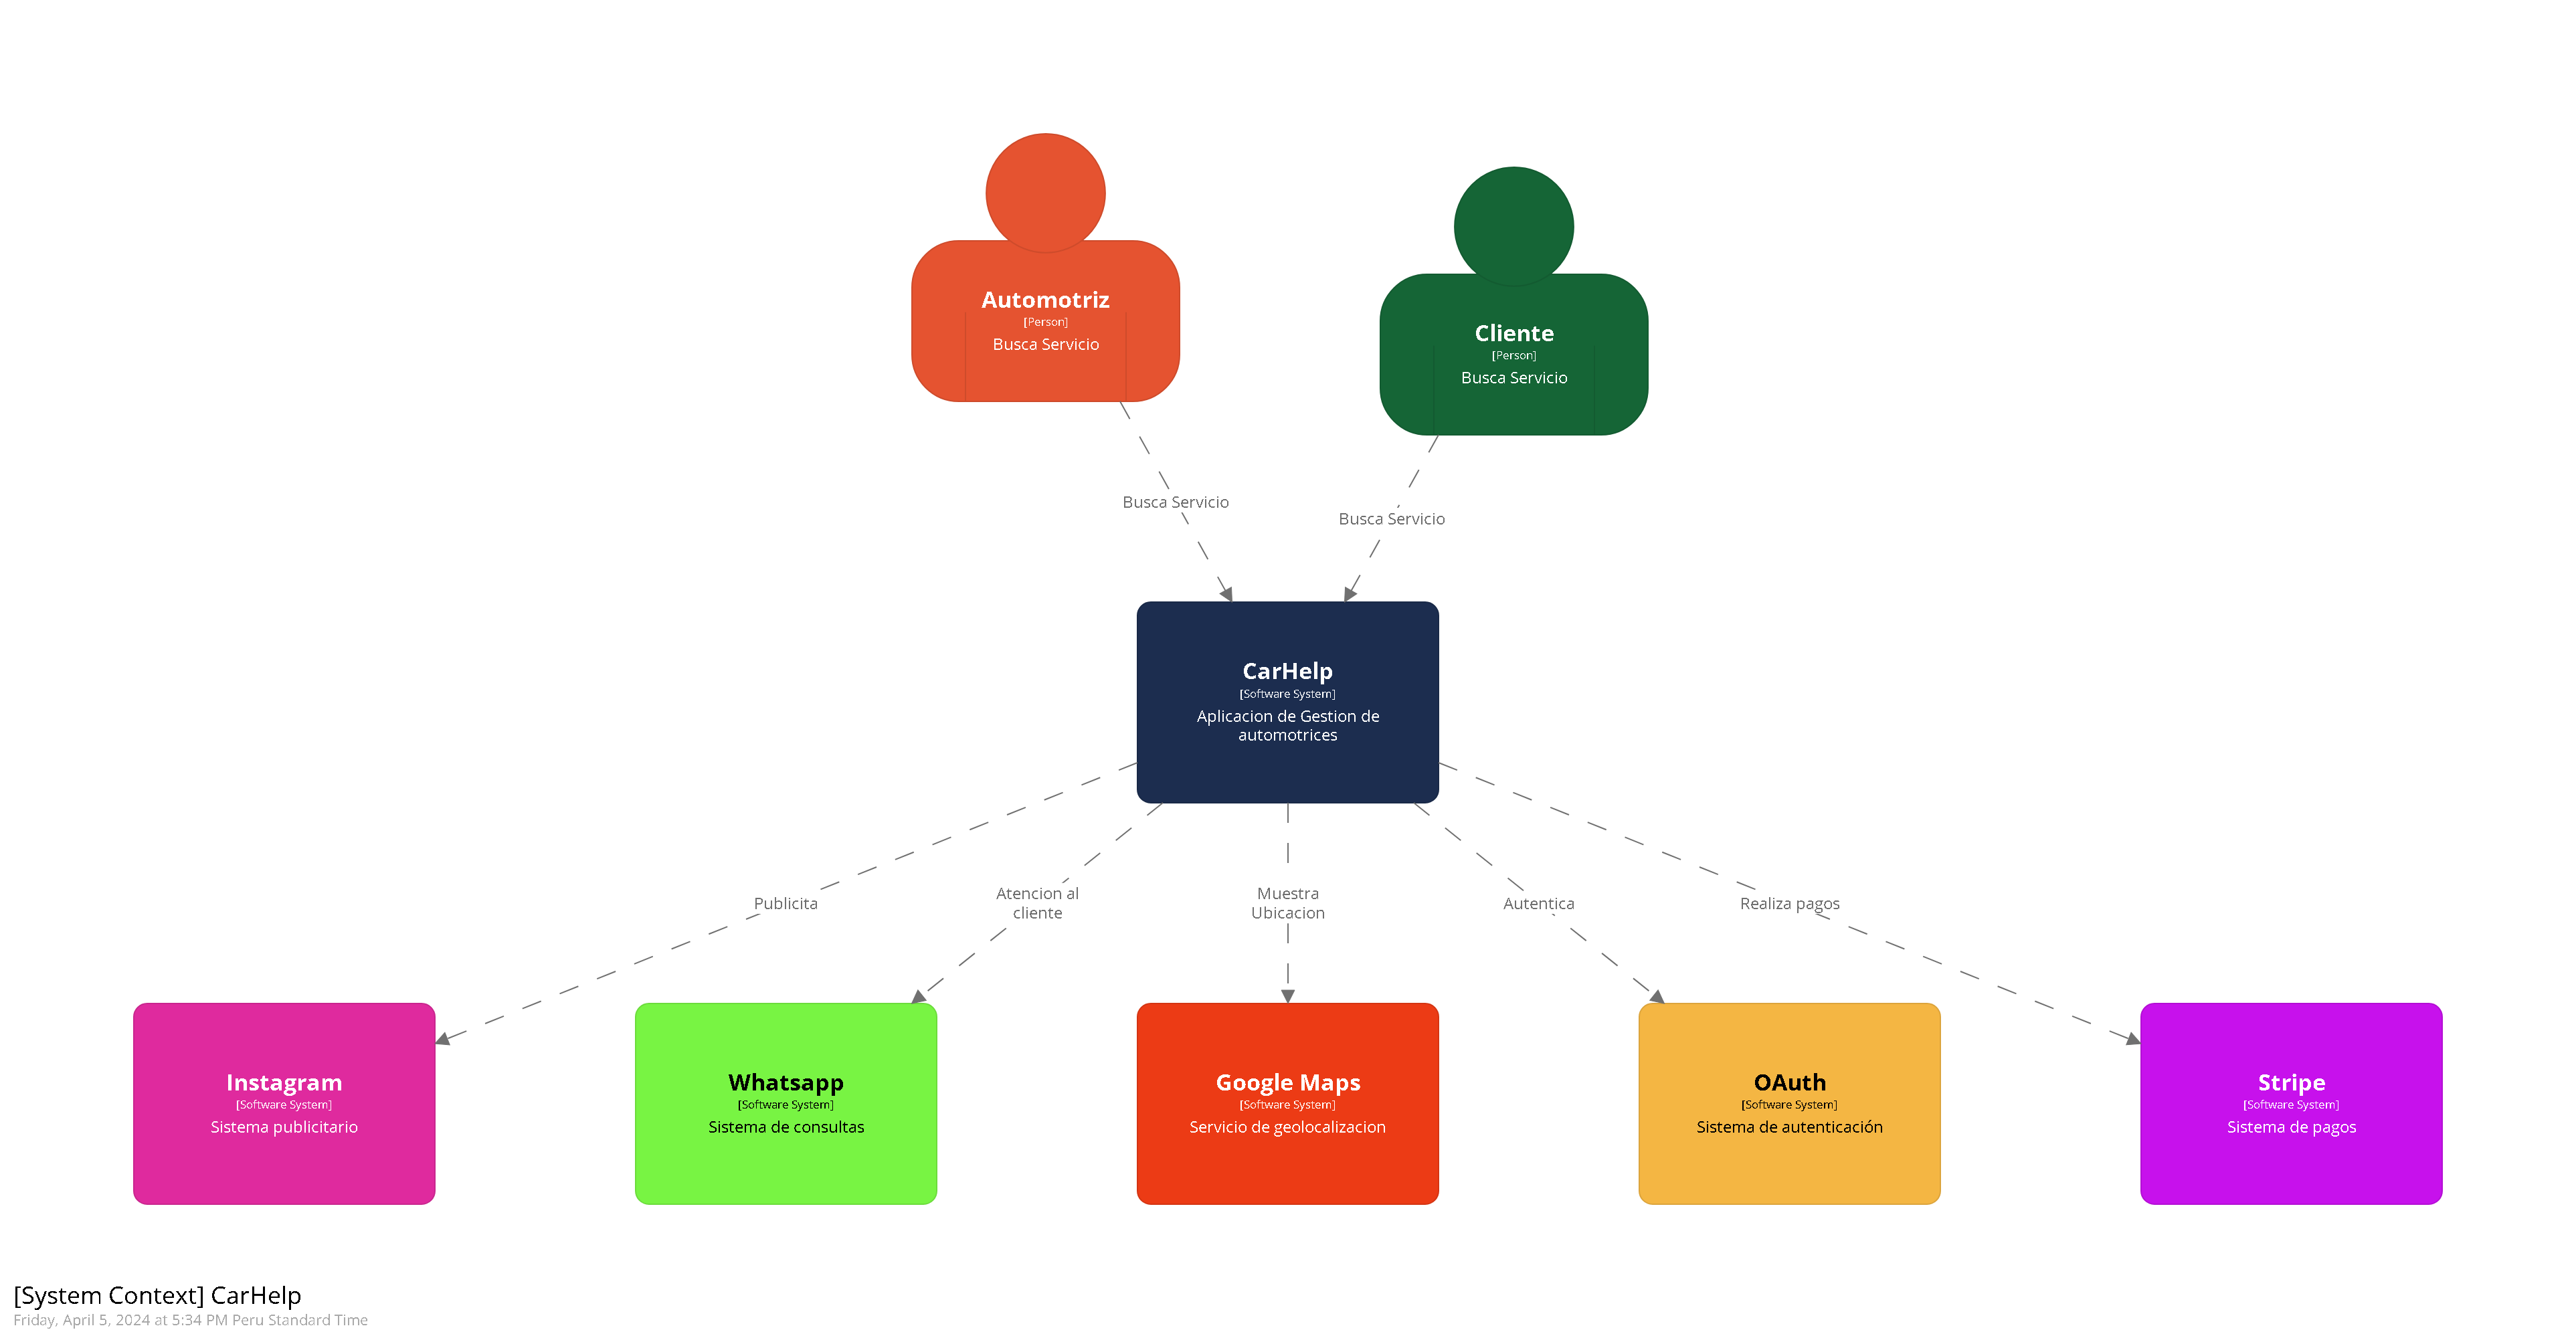 Automotriz
[Person]
Busca Servicio
Cliente
[Person]
Busca Servicio
Busca Servicio
Busca Servicio
CarHelp
[Software System]
Aplicacion de Gestion de
automotrices
Publicita
Atencion al
cliente
Muestra
Ubicacion
Autentica
Realiza pagos
Instagram
[Software System]
Sistema publicitario
Whatsapp
[Software System]
Sistema de consultas
Google Maps
[Software System]
Servicio de geolocalizacion
OAuth
[Software System]
Sistema de autenticación
Stripe
[Software System]
Sistema de pagos
[System Context] CarHelp
Friday, April 5, 2024 at 5:34 PM Peru Standard Time